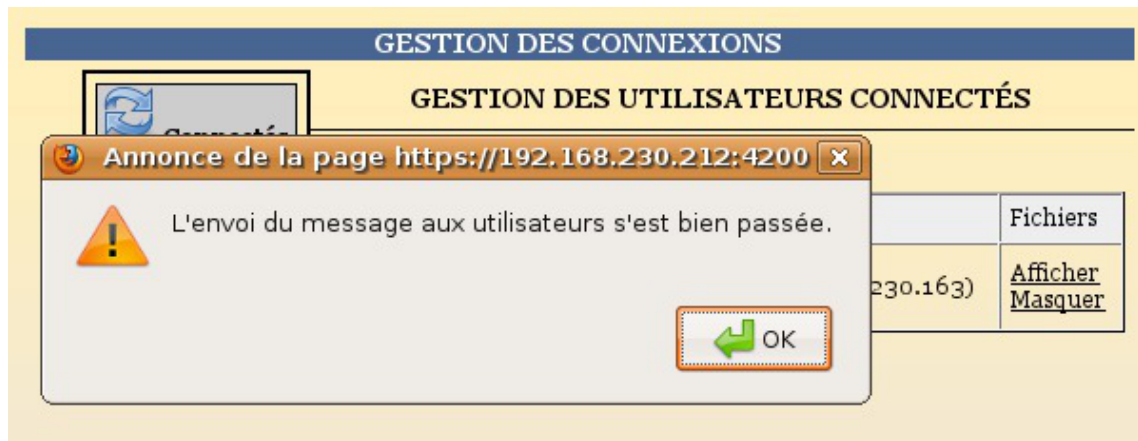 GESTION DES CONNEXIONS
GESTION DES UTILISATEURS CONNECTÉS
Connectés
Annonce de la page https://192.168.230.212:4200
L'envoi du message aux utilisateurs s'est bien passée.
Fichiers
230.163)
Afficher
Masquer
OK